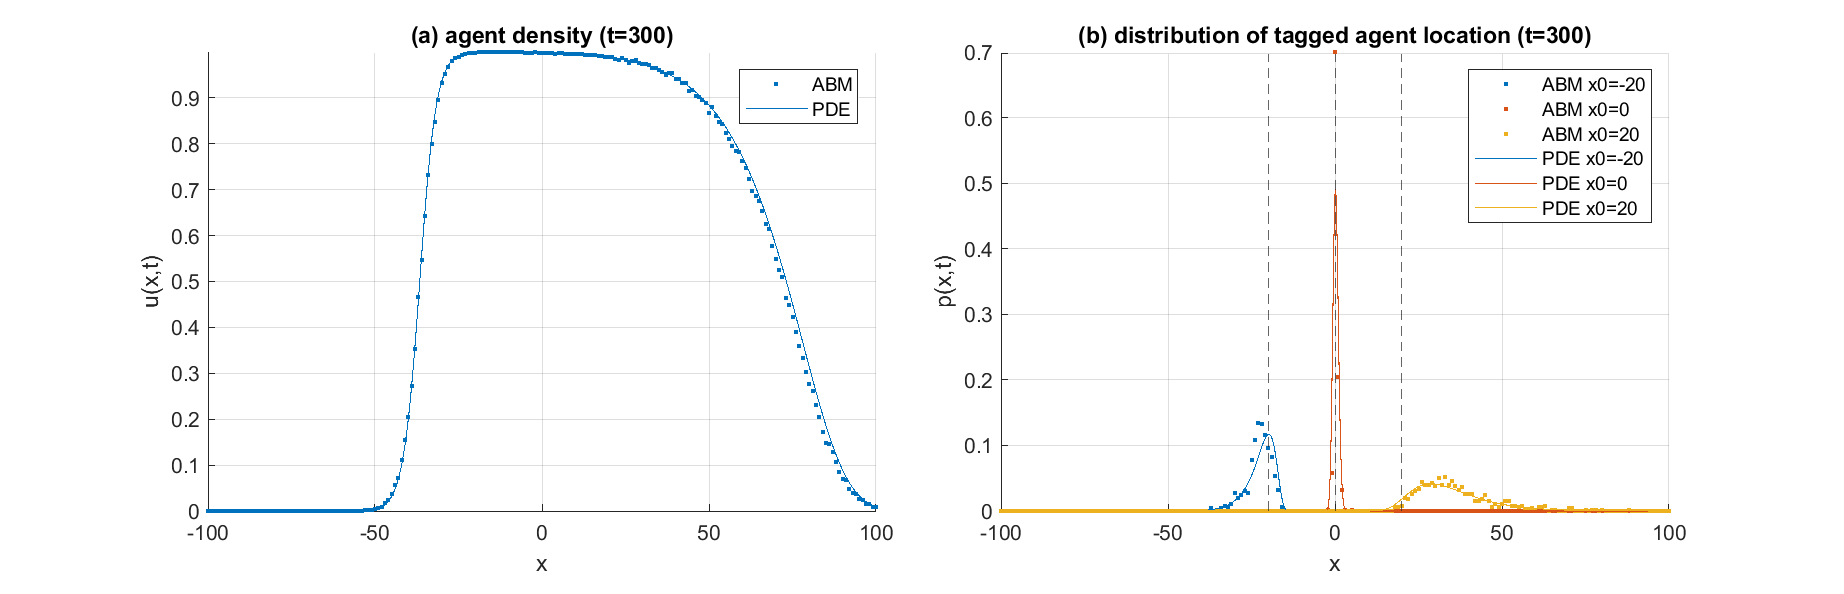 (a) agent density (t=300)
u(x,t)
0.9
0.8
0.7
0.6
0.5
0.4
0.3
0.2
0.1
0
-100
-50
0
50
100
x
ABM
PDE
(b) distribution of tagged agent location (t=300)
p(x,t)
0.7
0.6
0.5
0.4
0.3
0.2
0.1
0
-100
-50
0
50
100
x
ABM x0=-20
ABM x0=0
ABM x0=20
PDE x0=-20
PDE x0=0
PDE x0=20